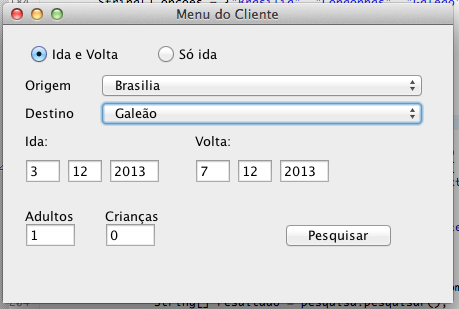 Menu do Cliente
Ida e Volta Só ida
Origem Brasilia
Destino Galeão
Ida: Volta:
3 12 2013 7 12 2013
Adultos Crianças
1 0 Pesquisar